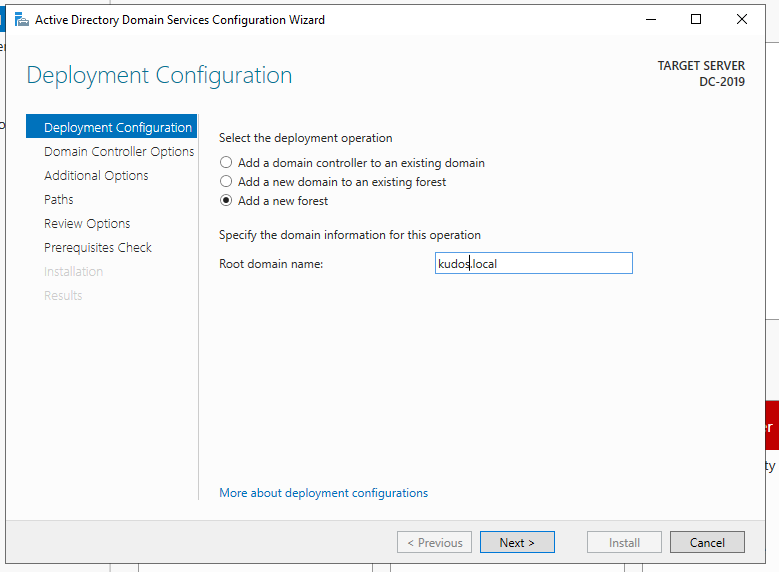 Active Directory Domain Services Configuration Wizard
Deployment Configuration
TARGET SERVER
DC-2019
Deployment Configuration
Domain Controller Options
Additional Options
Paths
Review Options
Prerequisites Check
Installation
Results
Select the deployment operation
Add a domain controller to an existing domain
Add a new domain to an existing forest
Add a new forest
Specify the domain information for this operation
Root domain name:
kudos.local
More about deployment configurations
< Previous
Next >
Install
Cancel